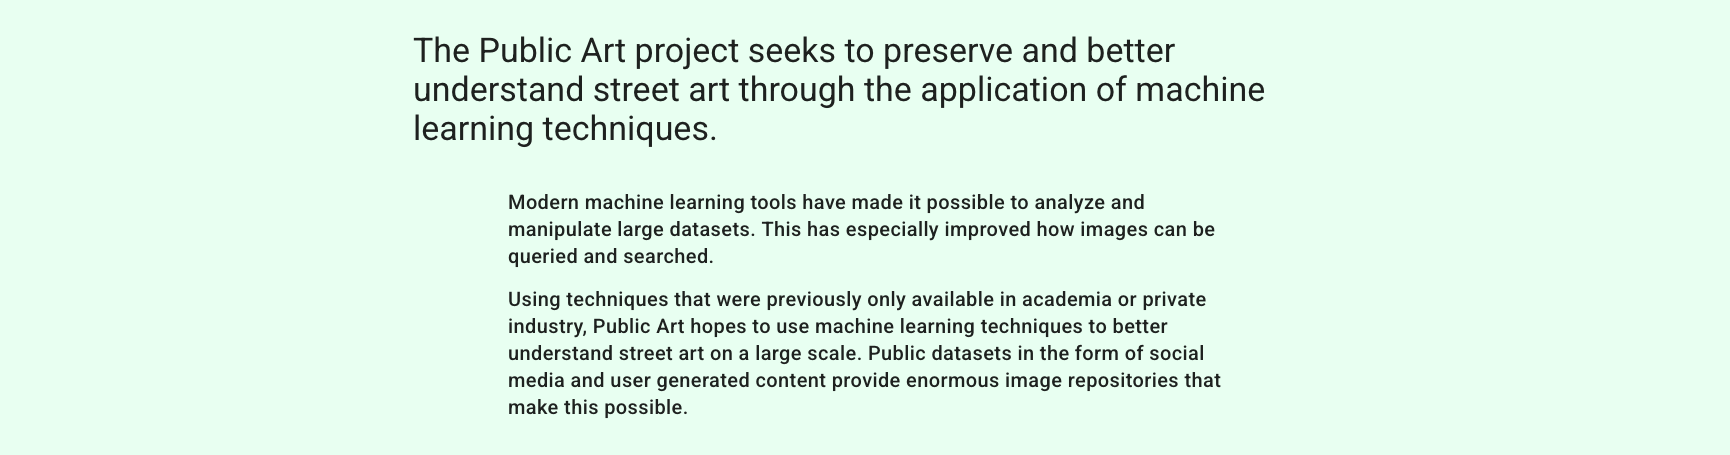 The Public Art project seeks to preserve and better
understand street art through the application of machine
learning techniques.
Modern machine learning tools have made it possible to analyze and
manipulate large datasets. This has especially improved how images can be
queried and searched.
Using techniques that were previously only available in academia or private
industry, Public Art hopes to use machine learning techniques to better
understand street art on a large scale. Public datasets in the form of social
media and user generated content provide enormous image repositories that
make this possible.